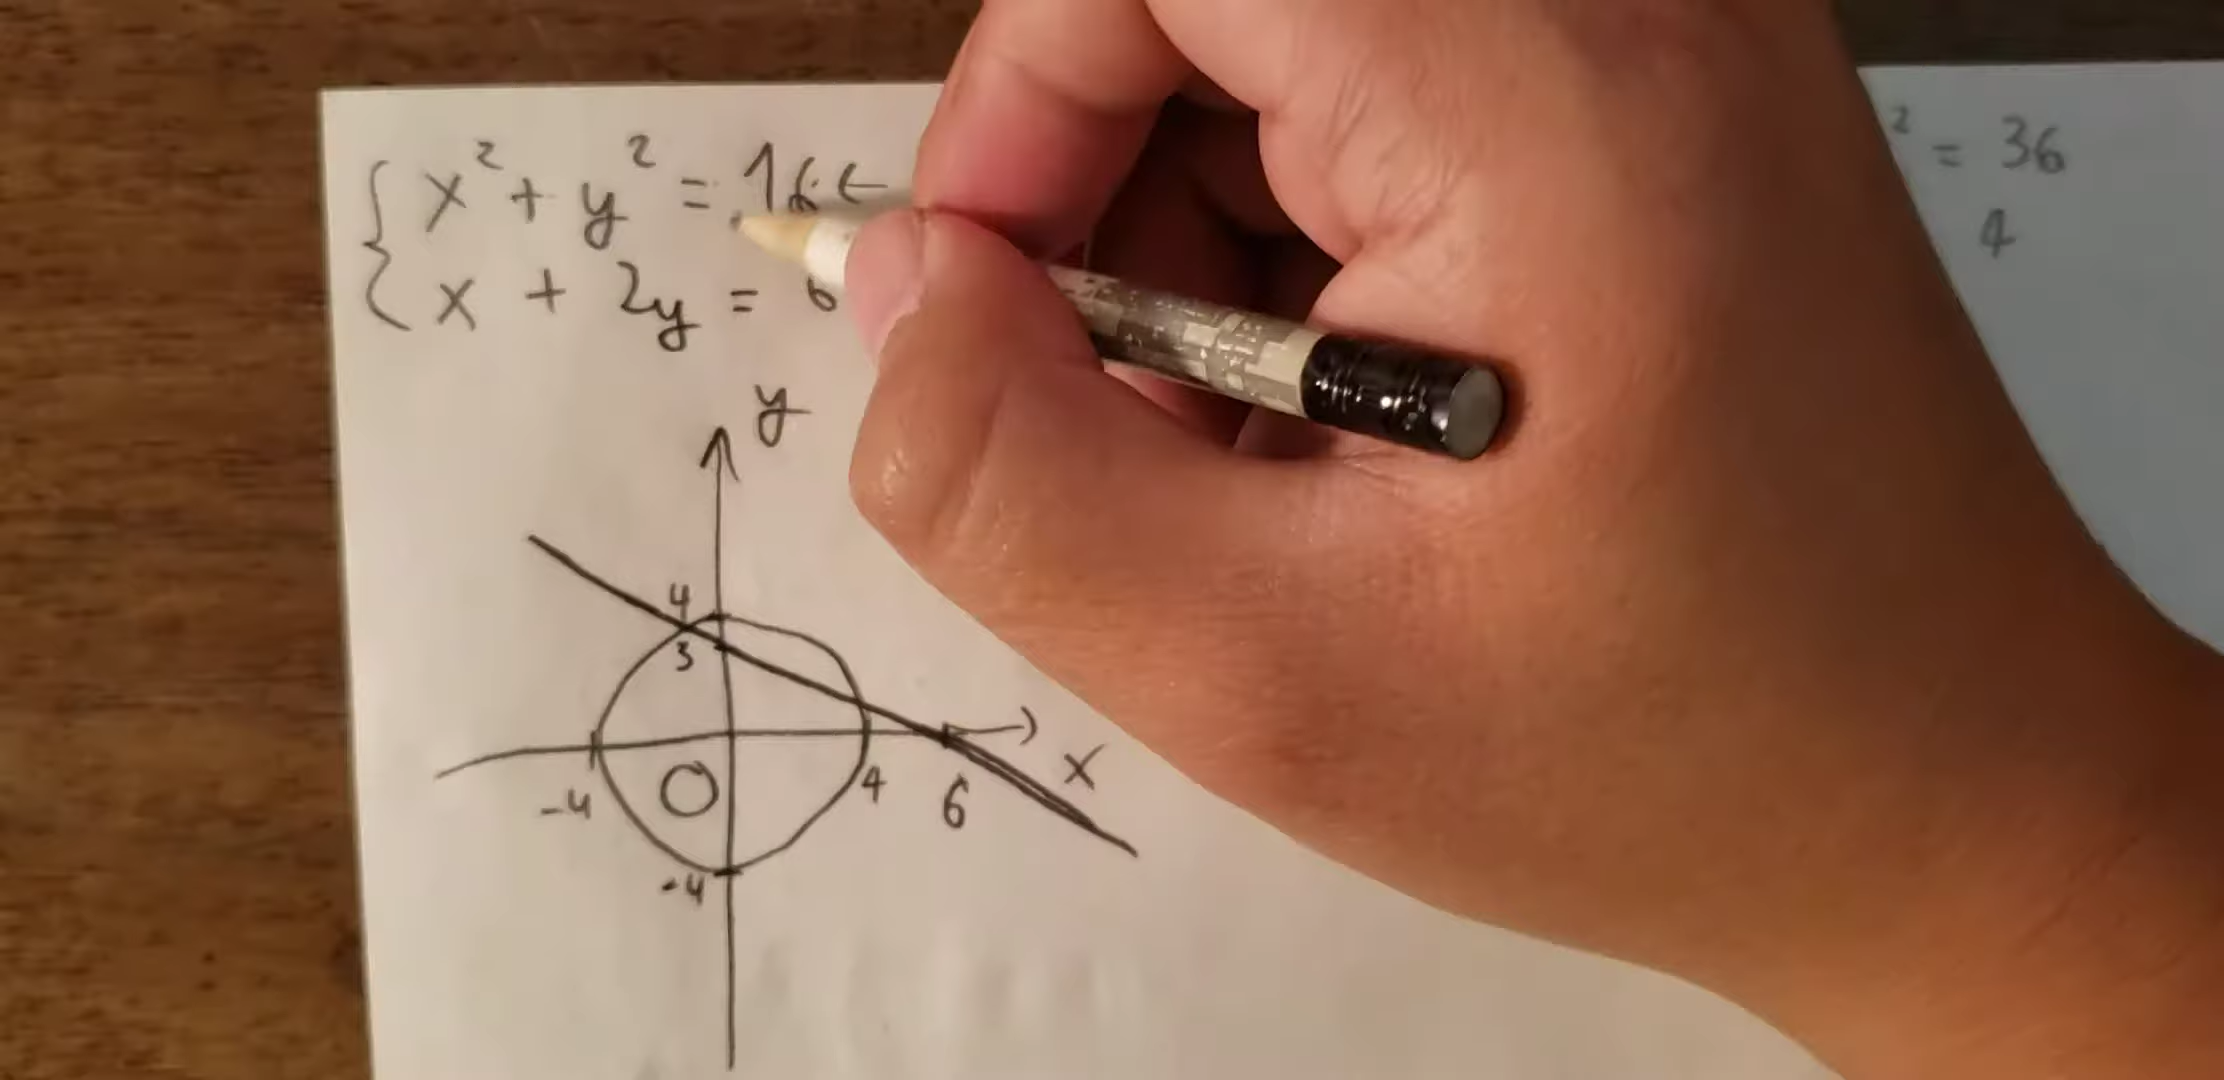 x² + y² = 16 ←
x + 2y = 6
² = 36
4
y
4
3
-4
O
4
6
x
-4